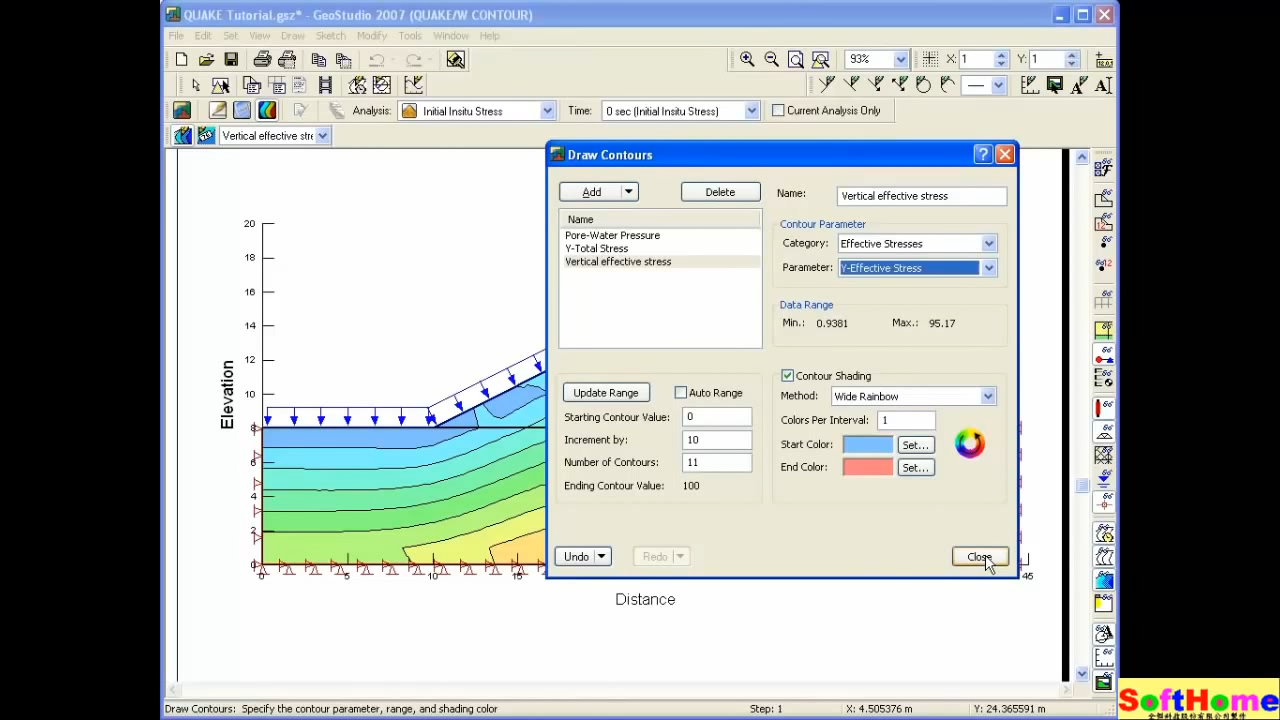 QUAKE Tutorial.gsz* - GeoStudio 2007 (QUAKE/W CONTOUR)
File Edit Set View Draw Sketch Modify Tools Window Help
93% X: 1 Y: 1
Analysis: Initial Insitu Stress Time: 0 sec (Initial Insitu Stress) Current Analysis Only
Vertical effective stre
Draw Contours
Add Delete
Name
Pore-Water Pressure
Y-Total Stress
Vertical effective stress
Name: Vertical effective stress
Contour Parameter
Category: Effective Stresses
Parameter: Y-Effective Stress
Data Range
Min.: 0.9381 Max.: 95.17
Update Range Auto Range
Starting Contour Value: 0
Increment by: 10
Number of Contours: 11
Ending Contour Value: 100
Contour Shading
Method: Wide Rainbow
Colors Per Interval: 1
Start Color: Set...
End Color: Set...
Undo Redo Close
Elevation
20
18
16
14
12
10
8
6
4
2
0
0 5 10 15 45
Distance
Draw Contours: Specify the contour parameter, range, and shading color Step: 1 X: 4.505376 m Y: 24.365591 m
SoftHome